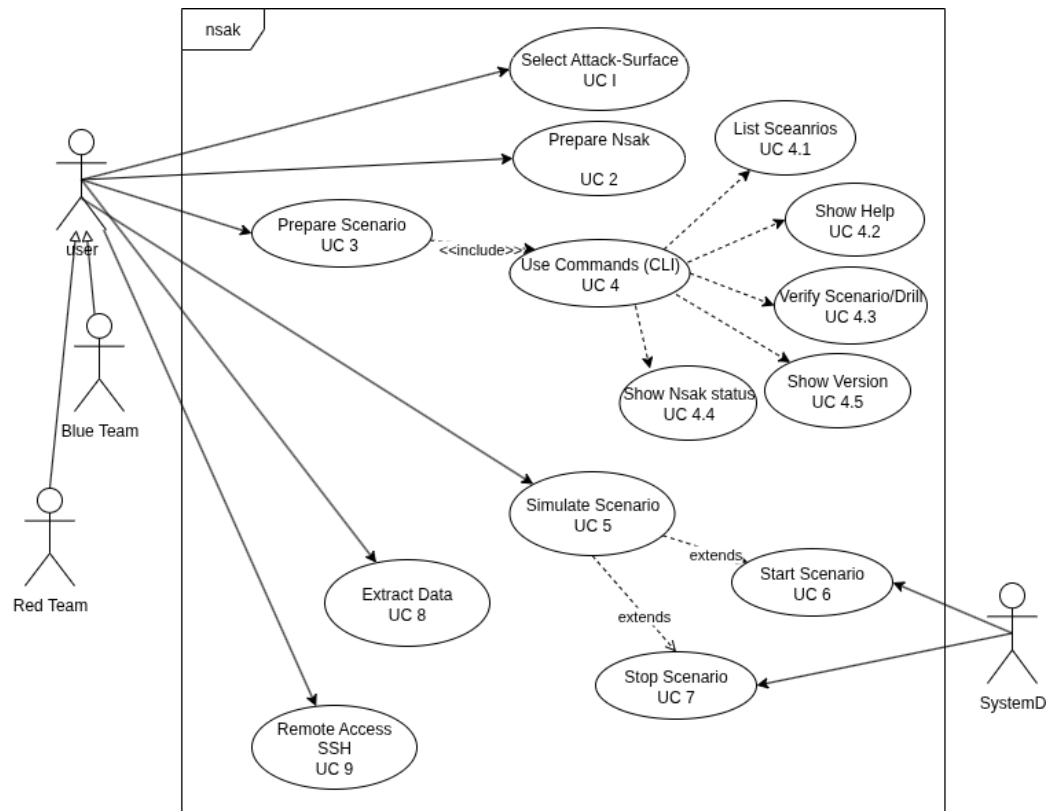 nsak
Select Attack-Surface
UC I
List Sceanrios
UC 4.1
Prepare Nsak
UC 2
Show Help
UC 4.2
Prepare Scenario
UC 3
user
<<include>>
Use Commands (CLI)
UC 4
Verify Scenario/Drill
UC 4.3
Show Nsak status
UC 4.4
Show Version
UC 4.5
Blue Team
Simulate Scenario
UC 5
extends
Start Scenario
UC 6
Red Team
Extract Data
UC 8
extends
Stop Scenario
UC 7
SystemD
Remote Access
SSH
UC 9